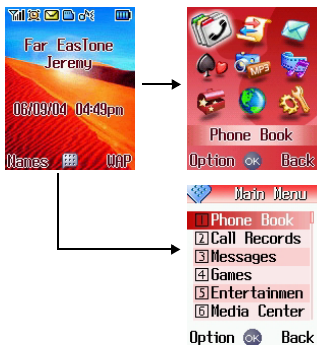 Far EasTone
Jeremy
06/09/04 04:49pm
Names WAP
MP3
Phone Book
Option OK Back
Main Menu
1 Phone Book
2 Call Records
3 Messages
4 Games
5 Entertainmen
6 Media Center
Option OK Back